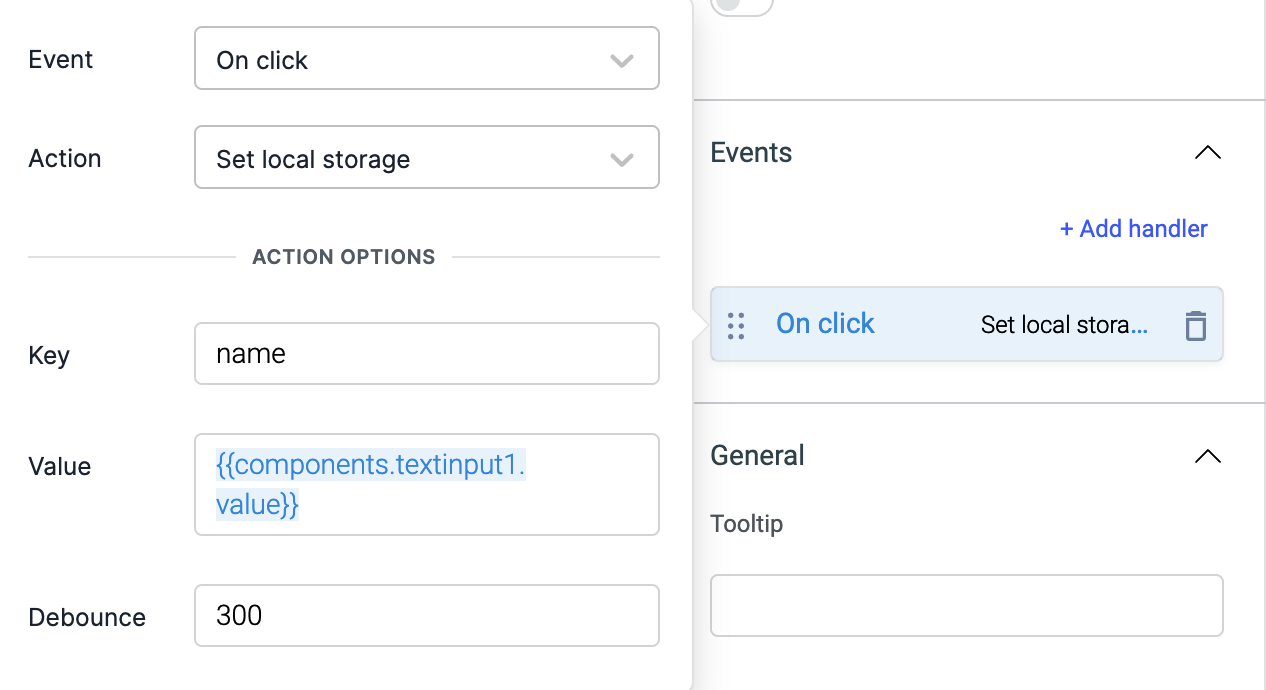 Event
On click
Action
Set local storage
ACTION OPTIONS
Key
name
Value
{{components.textinput1.
value}}
Debounce
300
Events
+ Add handler
On click
Set local stora...
General
Tooltip